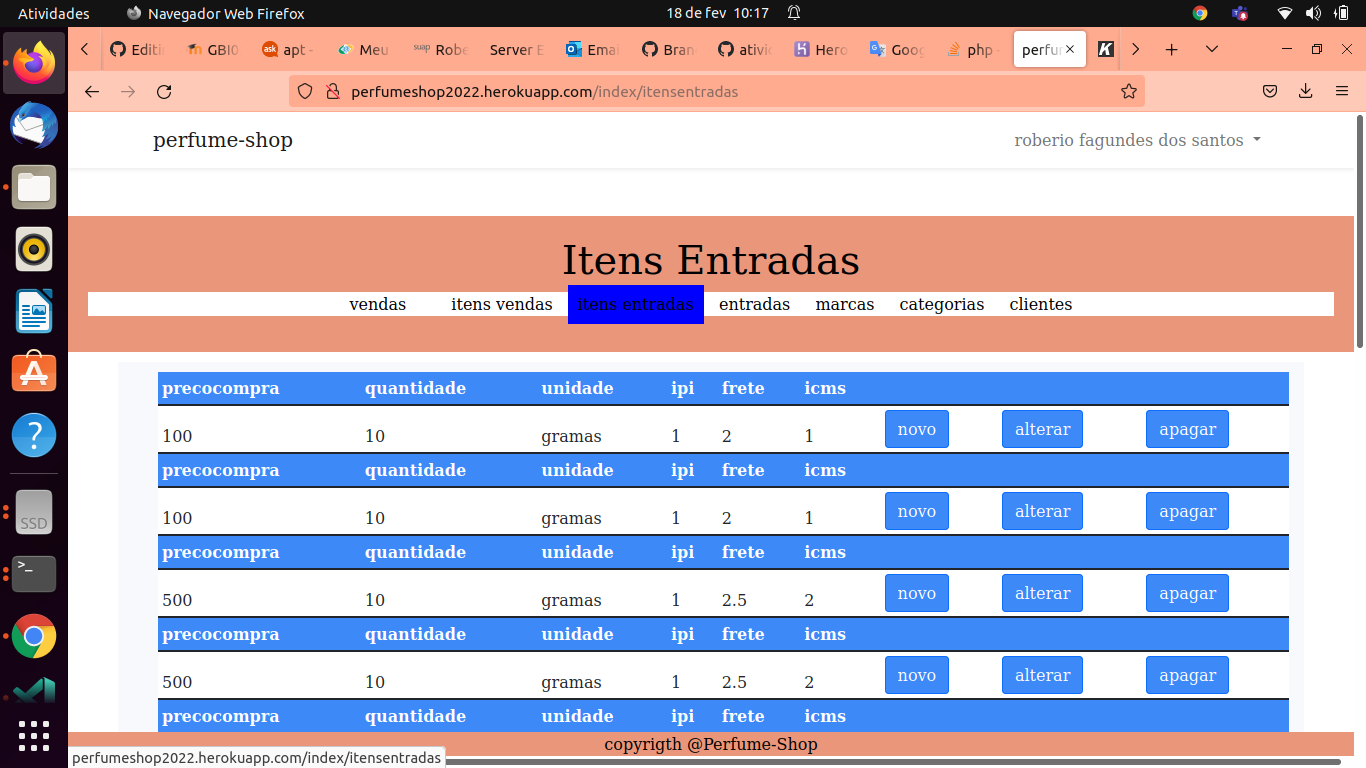 Atividades Navegador Web Firefox 18 de fev 10:17
Editi GBI0 ask apt - Meu suap Robe Server E Emai Bran ativi Hero Goog php - perfu K
perfumeshop2022.herokuapp.com/index/itensentradas
perfume-shop roberio fagundes dos santos
Itens Entradas
vendas itens vendas itens entradas entradas marcas categorias clientes
precocompra quantidade unidade ipi frete icms
100 10 gramas 1 2 1 novo alterar apagar
precocompra quantidade unidade ipi frete icms
100 10 gramas 1 2 1 novo alterar apagar
precocompra quantidade unidade ipi frete icms
500 10 gramas 1 2.5 2 novo alterar apagar
precocompra quantidade unidade ipi frete icms
500 10 gramas 1 2.5 2 novo alterar apagar
precocompra quantidade unidade ipi frete icms
SSD
>_
copyrigth @Perfume-Shop
perfumeshop2022.herokuapp.com/index/itensentradas